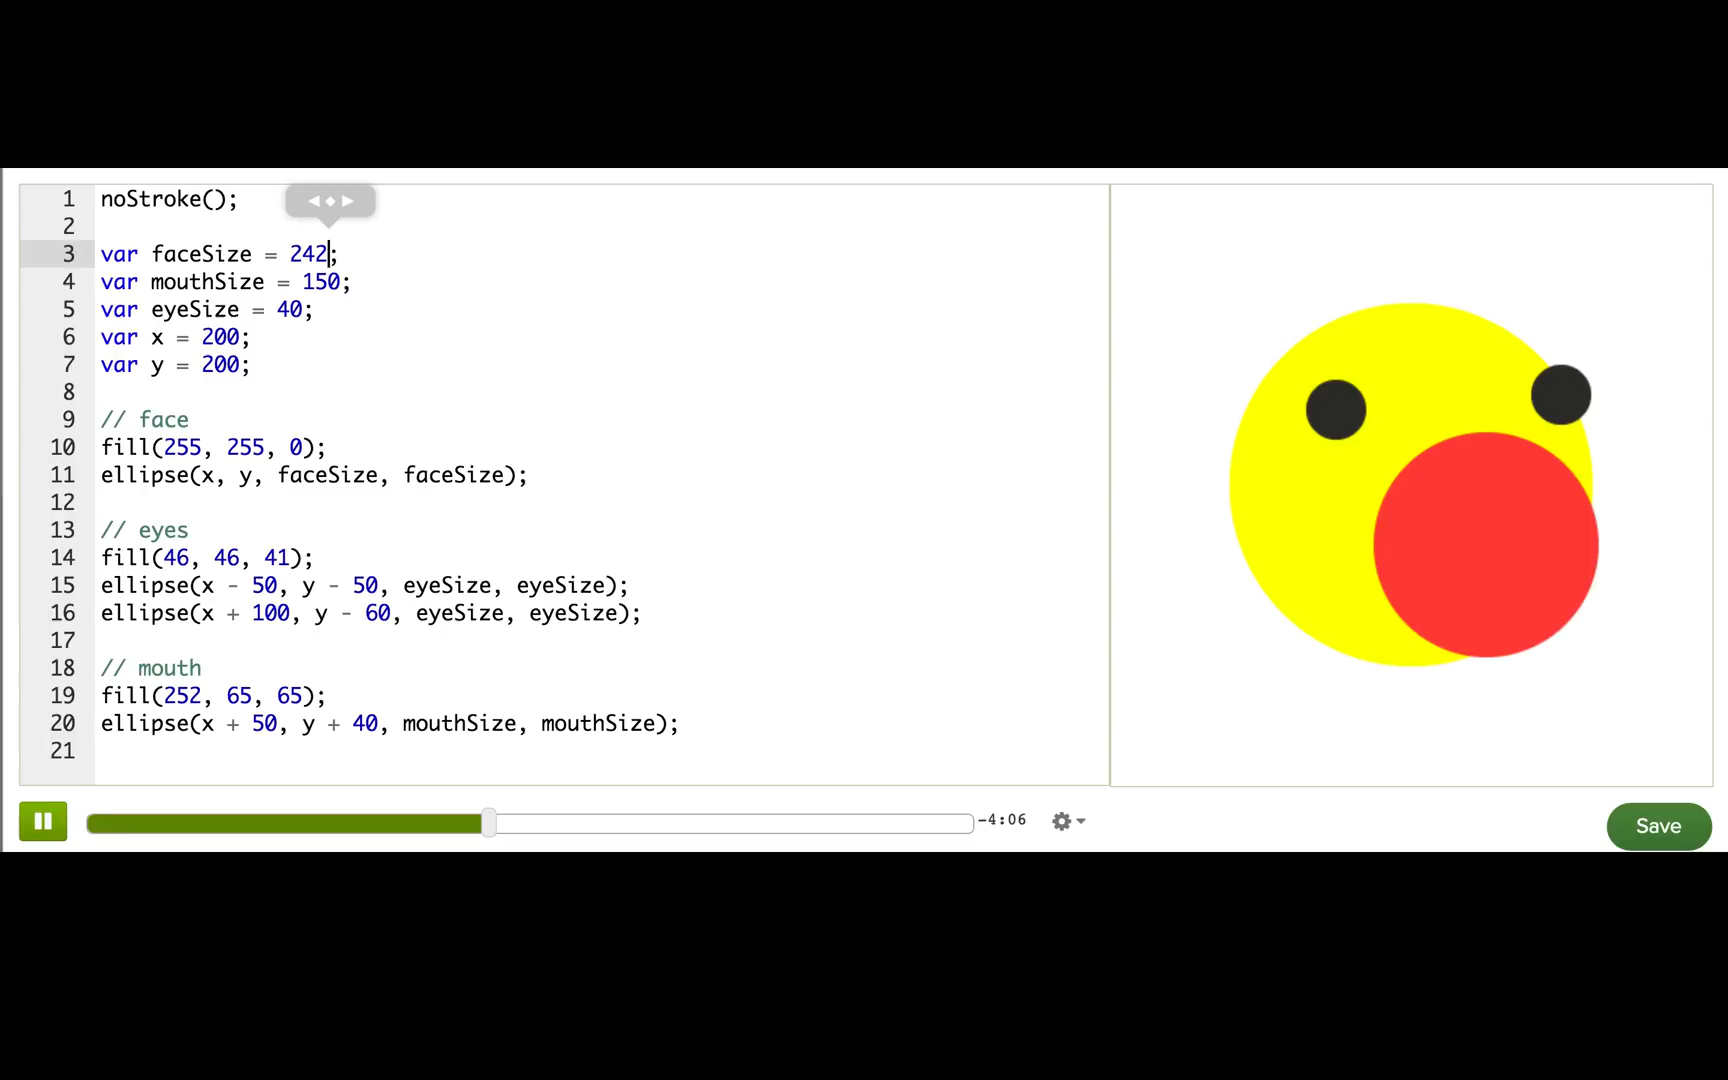 1 noStroke();
2
3 var faceSize = 242;
4 var mouthSize = 150;
5 var eyeSize = 40;
6 var x = 200;
7 var y = 200;
8
9 // face
10 fill(255, 255, 0);
11 ellipse(x, y, faceSize, faceSize);
12
13 // eyes
14 fill(46, 46, 41);
15 ellipse(x - 50, y - 50, eyeSize, eyeSize);
16 ellipse(x + 100, y - 60, eyeSize, eyeSize);
17
18 // mouth
19 fill(252, 65, 65);
20 ellipse(x + 50, y + 40, mouthSize, mouthSize);
21
-4:06
Save